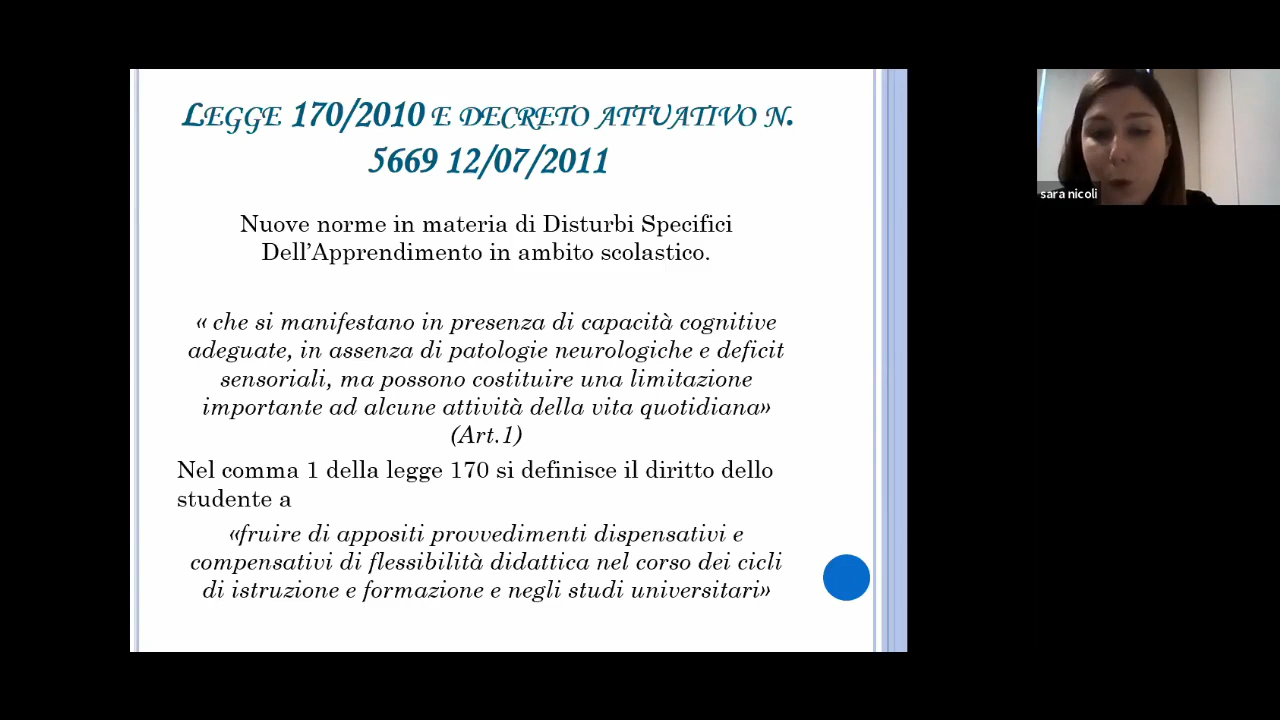 LEGGE 170/2010 E DECRETO ATTUATIVO N.
5669 12/07/2011
Nuove norme in materia di Disturbi Specifici
Dell’Apprendimento in ambito scolastico.
« che si manifestano in presenza di capacità cognitive
adeguate, in assenza di patologie neurologiche e deficit
sensoriali, ma possono costituire una limitazione
importante ad alcune attività della vita quotidiana»
(Art.1)
Nel comma 1 della legge 170 si definisce il diritto dello
studente a
«fruire di appositi provvedimenti dispensativi e
compensativi di flessibilità didattica nel corso dei cicli
di istruzione e formazione e negli studi universitari»
sara nicoli